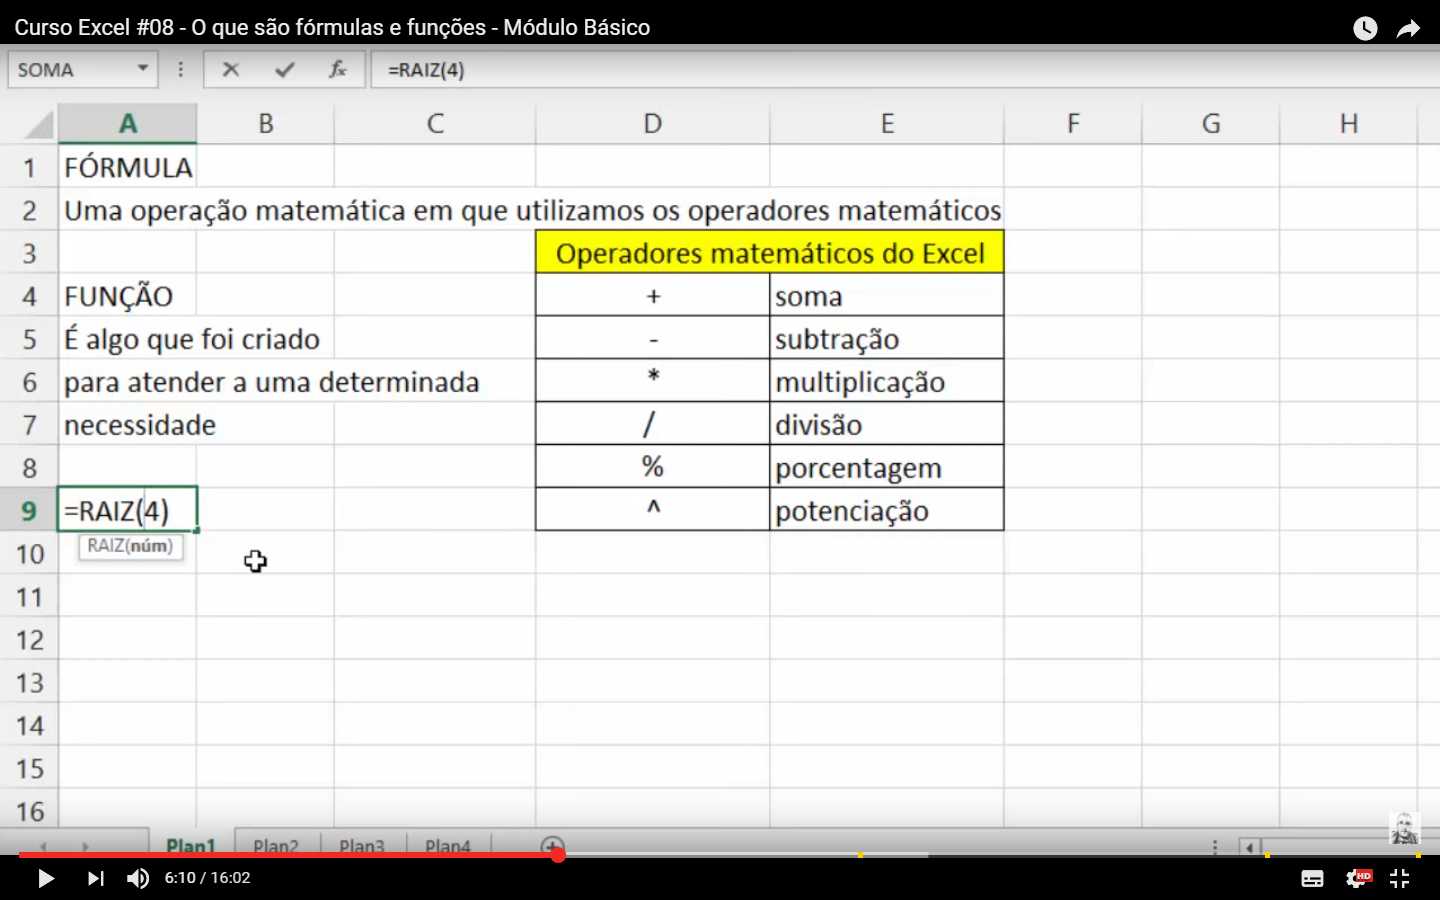 Curso Excel #08 - O que são fórmulas e funções - Módulo Básico
SOMA fx =RAIZ(4)
A B C D E F G H
1 FÓRMULA
2 Uma operação matemática em que utilizamos os operadores matemáticos
3 Operadores matemáticos do Excel
4 FUNÇÃO + soma
5 É algo que foi criado - subtração
6 para atender a uma determinada * multiplicação
7 necessidade / divisão
8 % porcentagem
9 =RAIZ(4) ^ potenciação
RAIZ(núm)
10
11
12
13
14
15
16
Plan1 Plan2 Plan3 Plan4
6:10 / 16:02 HD